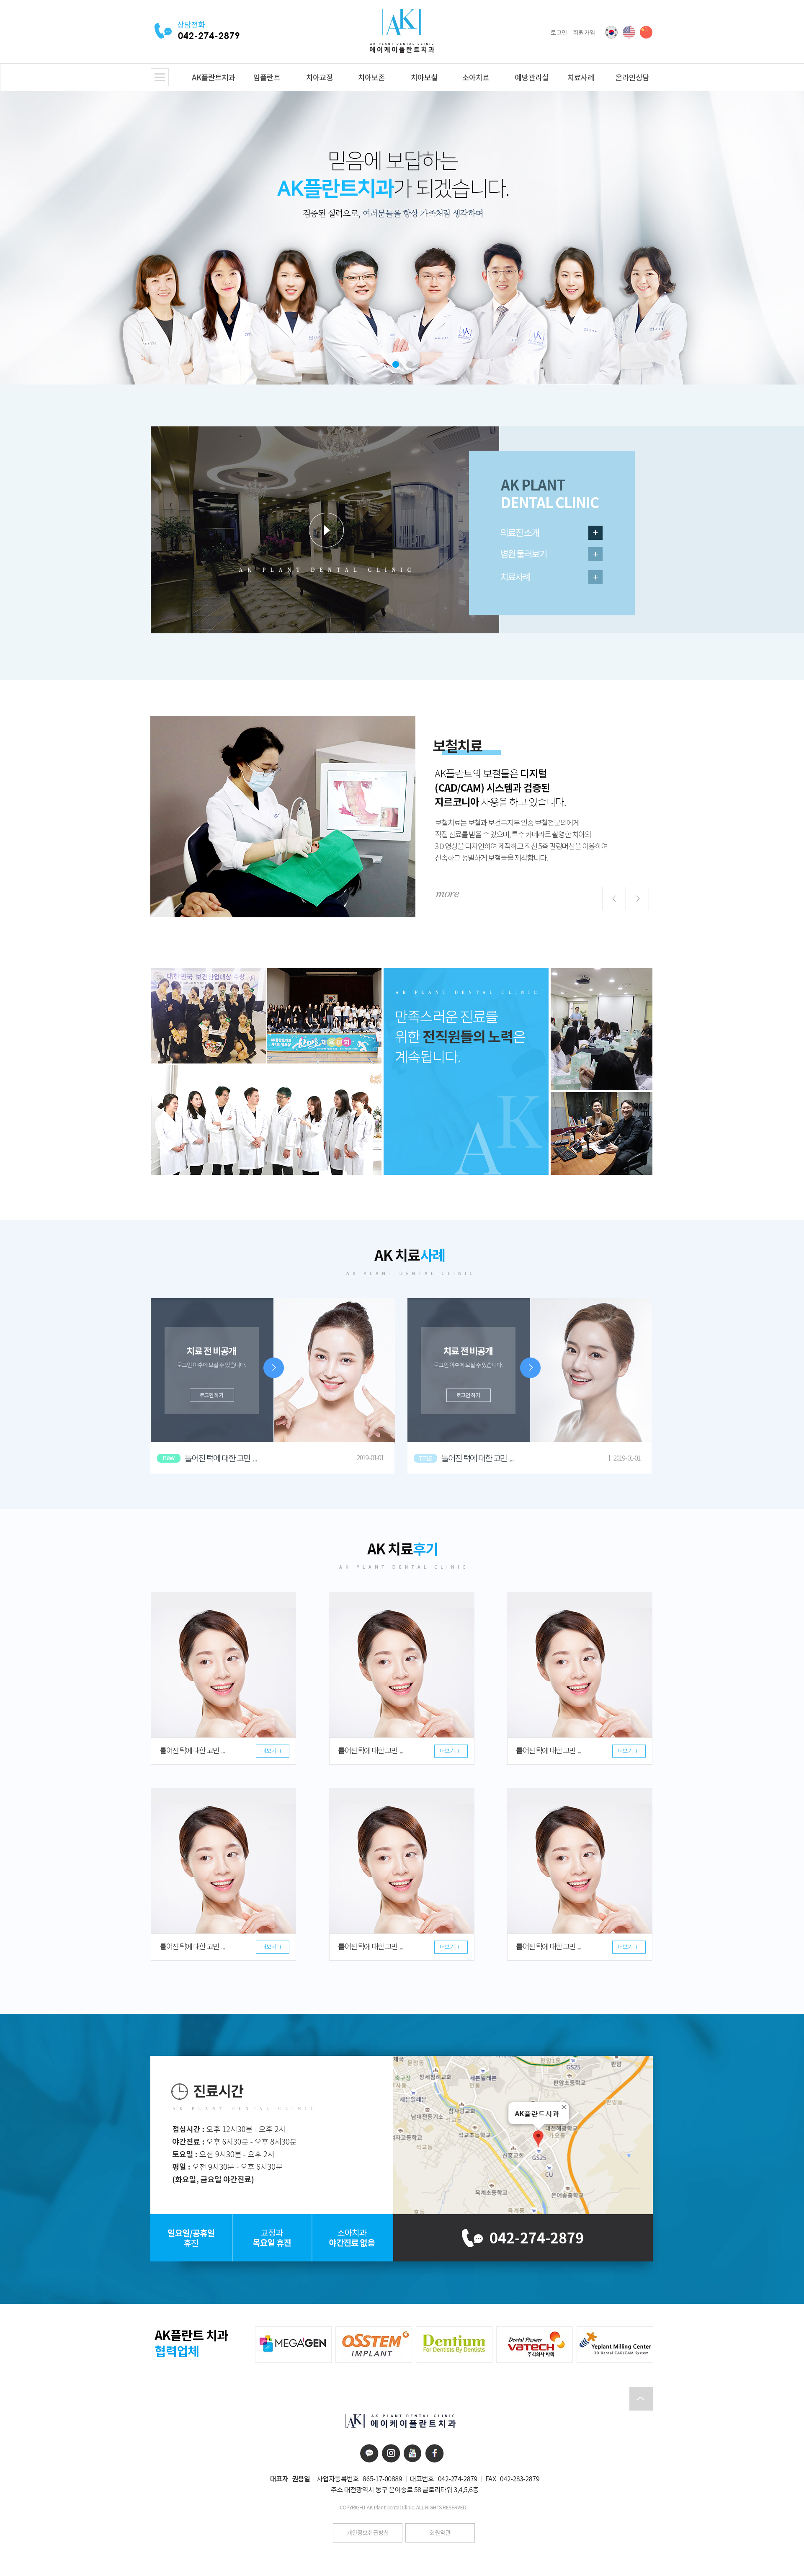 상담전화
042-274-2879
AK
AK PLANT DENTAL CLINIC
에이케이플란트치과
로그인 회원가입
AK플란트치과 임플란트 치아교정 치아보존 치아보철 소아치료 예방관리실 치료사례 온라인상담
믿음에 보답하는
AK플란트치과가 되겠습니다.
검증된 실력으로, 여러분들을 항상 가족처럼 생각하며
AK PLANT DENTAL CLINIC
AK PLANT
DENTAL CLINIC
의료진 소개 +
병원 둘러보기 +
치료사례 +
보철치료
AK플란트의 보철물은 디지털
(CAD/CAM) 시스템과 검증된
지르코니아 사용을 하고 있습니다.
보철치료는 보철과 보건복지부 인증 보철전문의에게
직접 진료를 받을 수 있으며, 특수 카메라로 촬영한 치아의
3D 영상을 디자인하여 제작하고 최신 5축 밀링머신을 이용하여
신속하고 정밀하게 보철물을 제작합니다.
more
AK PLANT DENTAL CLINIC
만족스러운 진료를
위한 전직원들의 노력은
계속됩니다.
AK
AK 치료사례
AK PLANT DENTAL CLINIC
치료 전 비공개
로그인 이후에 보실 수 있습니다.
로그인하기
new 틀어진 턱에 대한 고민 ... | 2019-01-01
치료 전 비공개
로그인 이후에 보실 수 있습니다.
로그인하기
틀어진 턱에 대한 고민 ... | 2019-01-01
AK 치료후기
AK PLANT DENTAL CLINIC
틀어진 턱에 대한 고민 ... 더보기 +
틀어진 턱에 대한 고민 ... 더보기 +
틀어진 턱에 대한 고민 ... 더보기 +
틀어진 턱에 대한 고민 ... 더보기 +
틀어진 턱에 대한 고민 ... 더보기 +
틀어진 턱에 대한 고민 ... 더보기 +
진료시간
AK PLANT DENTAL CLINIC
점심시간 : 오후 12시30분 - 오후 2시
야간진료 : 오후 6시30분 - 오후 8시30분
토요일 : 오전 9시30분 - 오후 2시
평일 : 오전 9시30분 - 오후 6시30분
(화요일, 금요일 야간진료)
일요일/공휴일
휴진
교정과
목요일 휴진
소아치과
야간진료 없음
AK플란트치과
GS25
GS25
CU
042-274-2879
AK플란트 치과
협력업체
MEGA'GEN
OSSTEM
IMPLANT
Dentium
For Dentists By Dentists
Dental Pioneer
VATECH
주식회사 바텍
Yeplant Milling Center
3D Dental CAD/CAM System
AK
AK PLANT DENTAL CLINIC
에이케이플란트치과
대표자 권용일 | 사업자등록번호 865-17-00889 | 대표번호 042-274-2879 | FAX 042-283-2879
주소 대전광역시 동구 은어송로 58 글로리타워 3,4,5,6층
COPYRIGHT AK Plant Dental Clinic. ALL RIGHTS RESERVED.
개인정보취급방침 회원약관